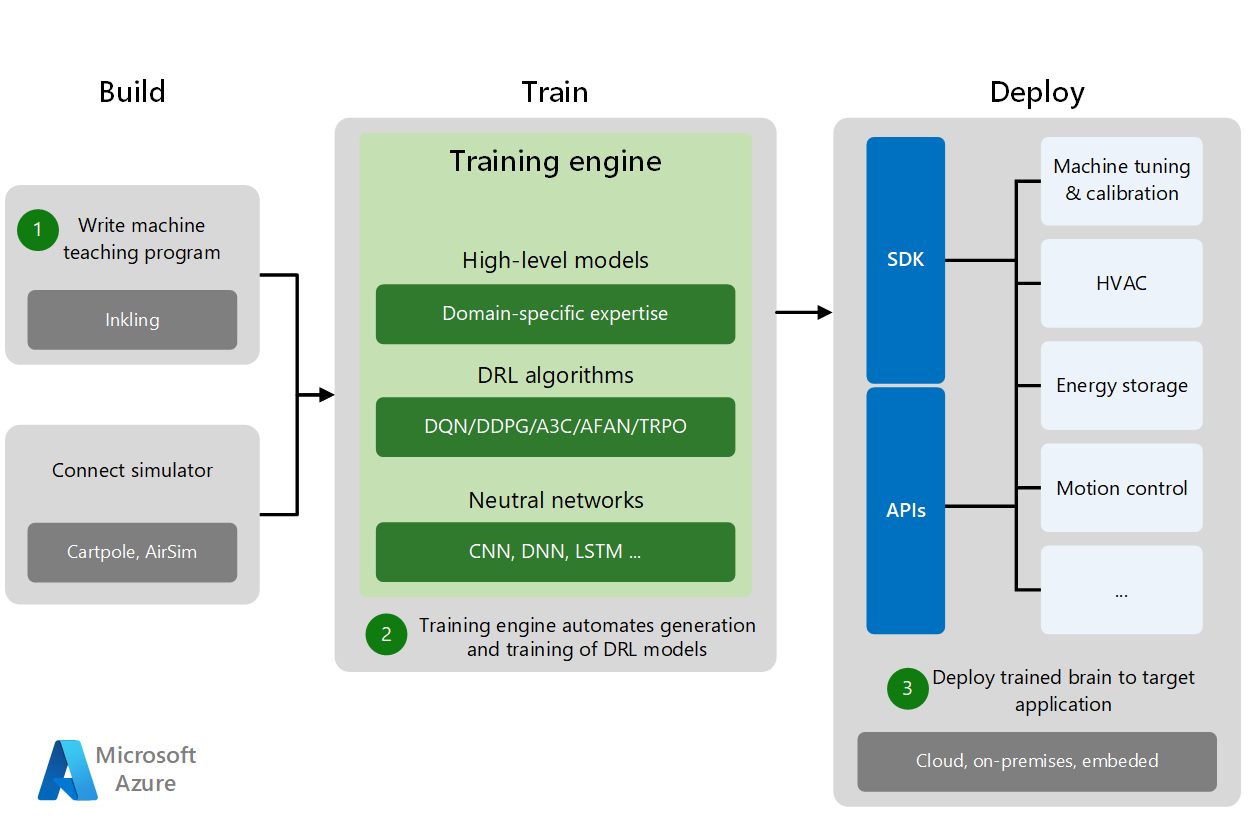 Build
Train
Deploy
1
Write machine
teaching program
Inkling
Connect simulator
Cartpole, AirSim
Training engine
High-level models
Domain-specific expertise
DRL algorithms
DQN/DDPG/A3C/AFAN/TRPO
Neutral networks
CNN, DNN, LSTM ...
2
Training engine automates generation
and training of DRL models
SDK
APIs
Machine tuning
& calibration
HVAC
Energy storage
Motion control
...
3
Deploy trained brain to target
application
Cloud, on-premises, embeded
Microsoft
Azure